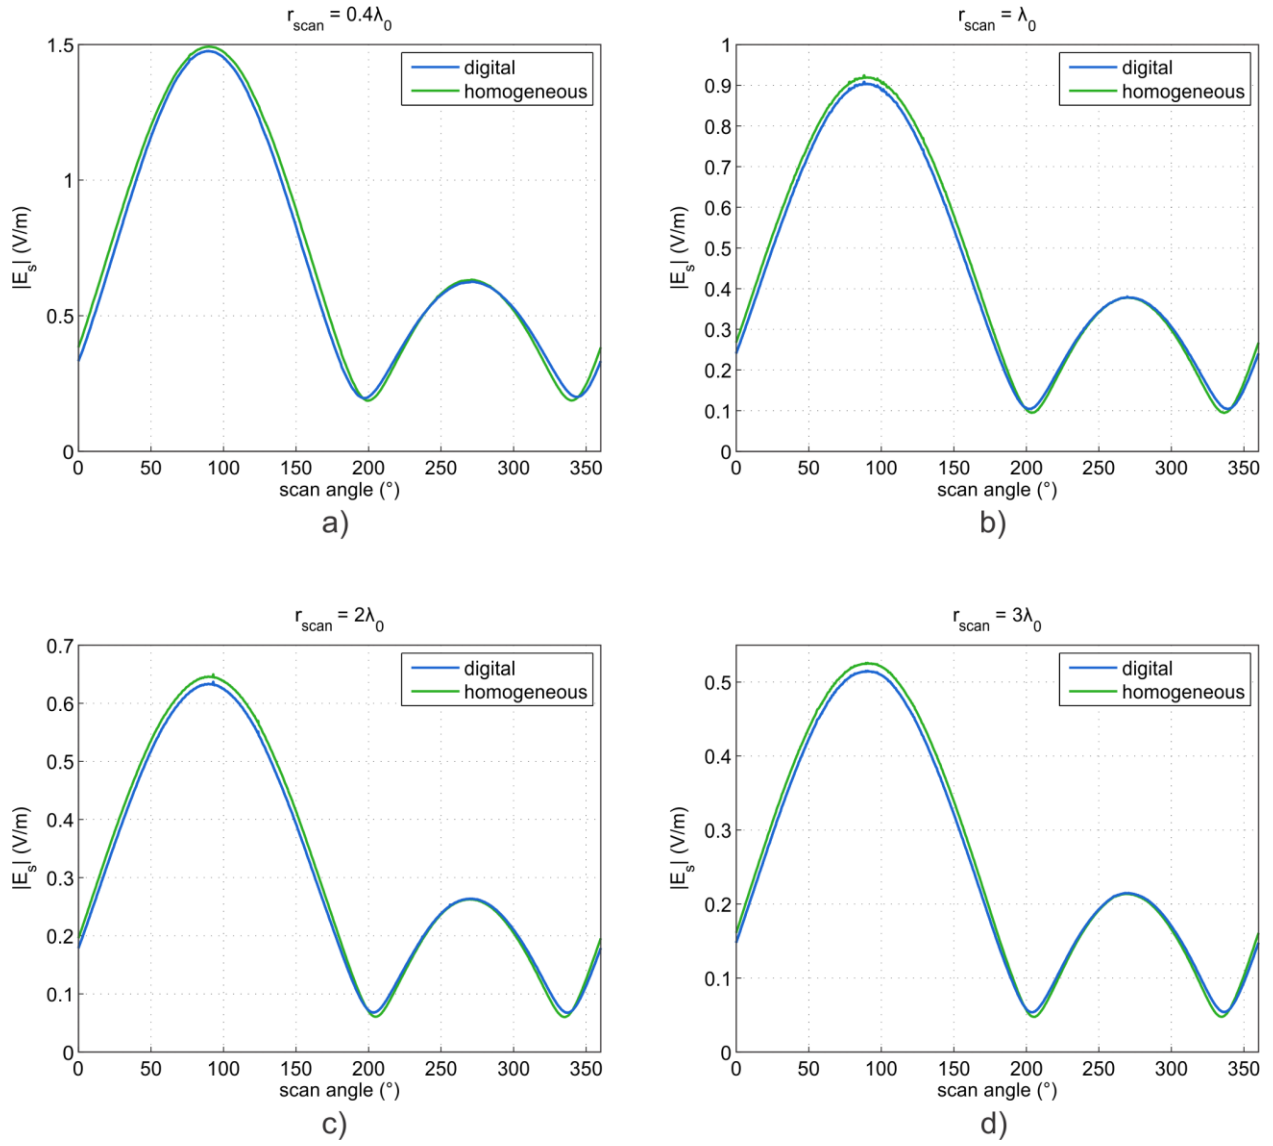 r_scan = 0.4λ_0
1.5
1
0.5
0
|E_s| (V/m)
digital
homogeneous
0 50 100 150 200 250 300 350
scan angle (°)
a)
r_scan = λ_0
1
0.9
0.8
0.7
0.6
0.5
0.4
0.3
0.2
0.1
0
|E_s| (V/m)
digital
homogeneous
0 50 100 150 200 250 300 350
scan angle (°)
b)
r_scan = 2λ_0
0.7
0.6
0.5
0.4
0.3
0.2
0.1
0
|E_s| (V/m)
digital
homogeneous
0 50 100 150 200 250 300 350
scan angle (°)
c)
r_scan = 3λ_0
0.5
0.4
0.3
0.2
0.1
0
|E_s| (V/m)
digital
homogeneous
0 50 100 150 200 250 300 350
scan angle (°)
d)